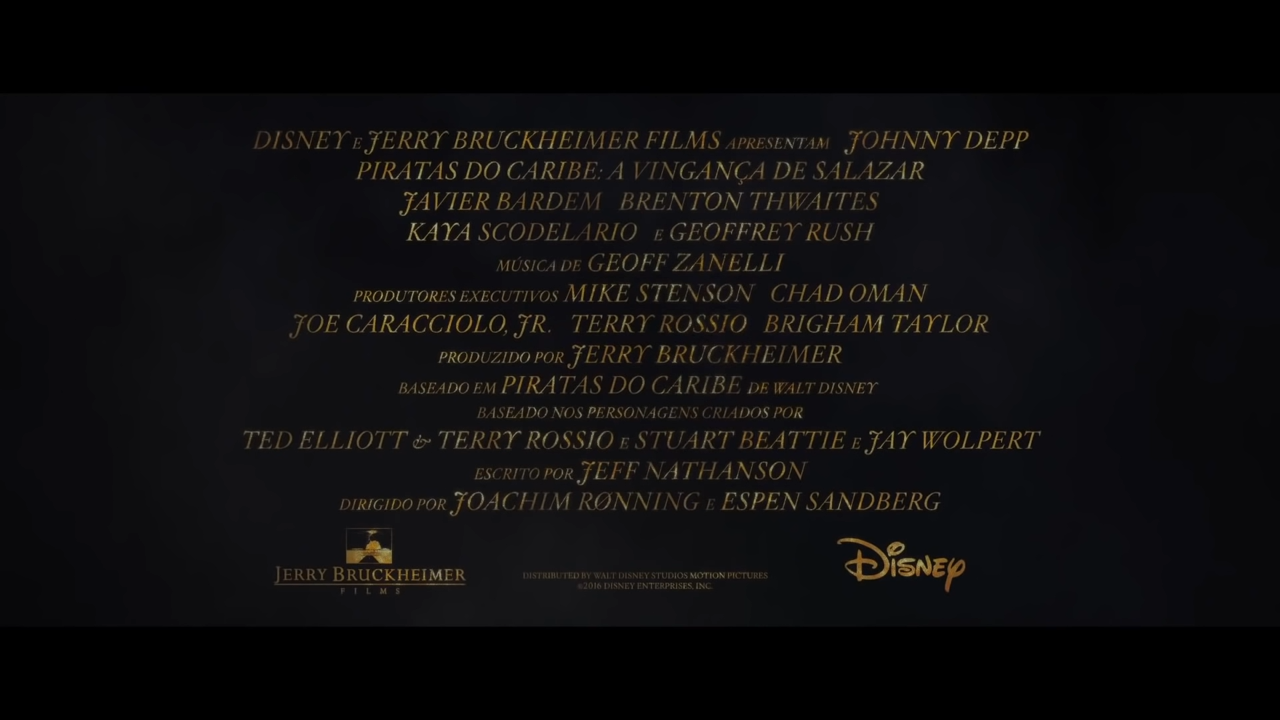 DISNEY E JERRY BRUCKHEIMER FILMS APRESENTAM JOHNNY DEPP
PIRATAS DO CARIBE: A VINGANÇA DE SALAZAR
JAVIER BARDEM BRENTON THWAITES
KAYA SCODELARIO E GEOFFREY RUSH
MÚSICA DE GEOFF ZANELLI
PRODUTORES EXECUTIVOS MIKE STENSON CHAD OMAN
JOE CARACCIOLO, JR. TERRY ROSSIO BRIGHAM TAYLOR
PRODUZIDO POR JERRY BRUCKHEIMER
BASEADO EM PIRATAS DO CARIBE DE WALT DISNEY
BASEADO NOS PERSONAGENS CRIADOS POR
TED ELLIOTT & TERRY ROSSIO E STUART BEATTIE E JAY WOLPERT
ESCRITO POR JEFF NATHANSON
DIRIGIDO POR JOACHIM RØNNING E ESPEN SANDBERG
JERRY BRUCKHEIMER
FILMS
DISTRIBUTED BY WALT DISNEY STUDIOS MOTION PICTURES
©2016 DISNEY ENTERPRISES, INC.
DISNEY